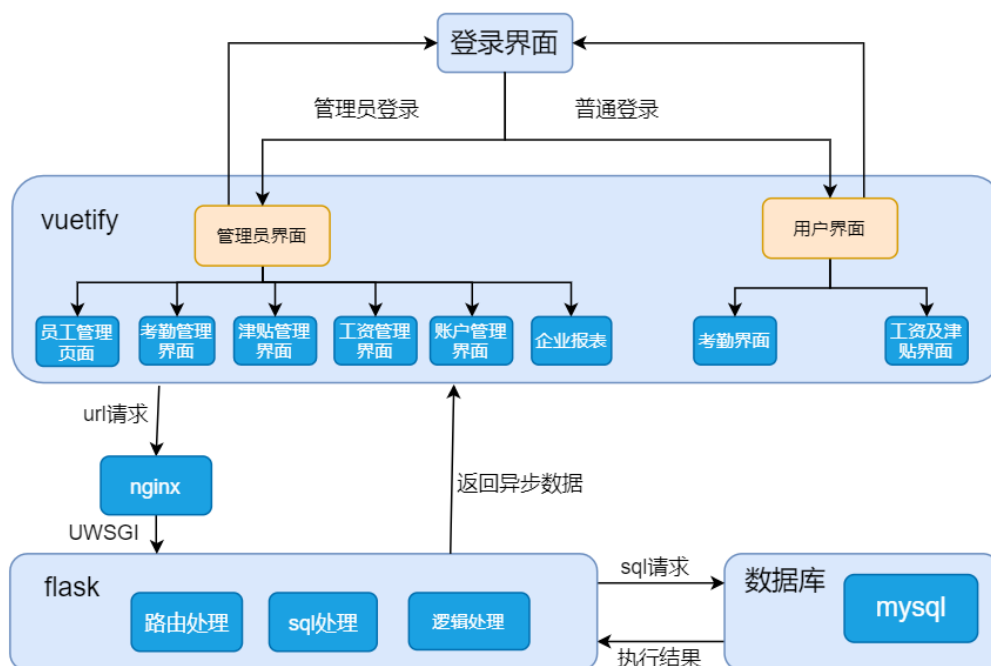 登录界面
管理员登录
普通登录
vuetify
管理员界面
用户界面
员工管理
页面
考勤管理
界面
津贴管理
界面
工资管理
界面
账户管理
界面
企业报表
考勤界面
工资及津
贴界面
url请求
nginx
返回异步数据
UWSGI
flask
路由处理
sql处理
逻辑处理
sql请求
执行结果
数据库
mysql